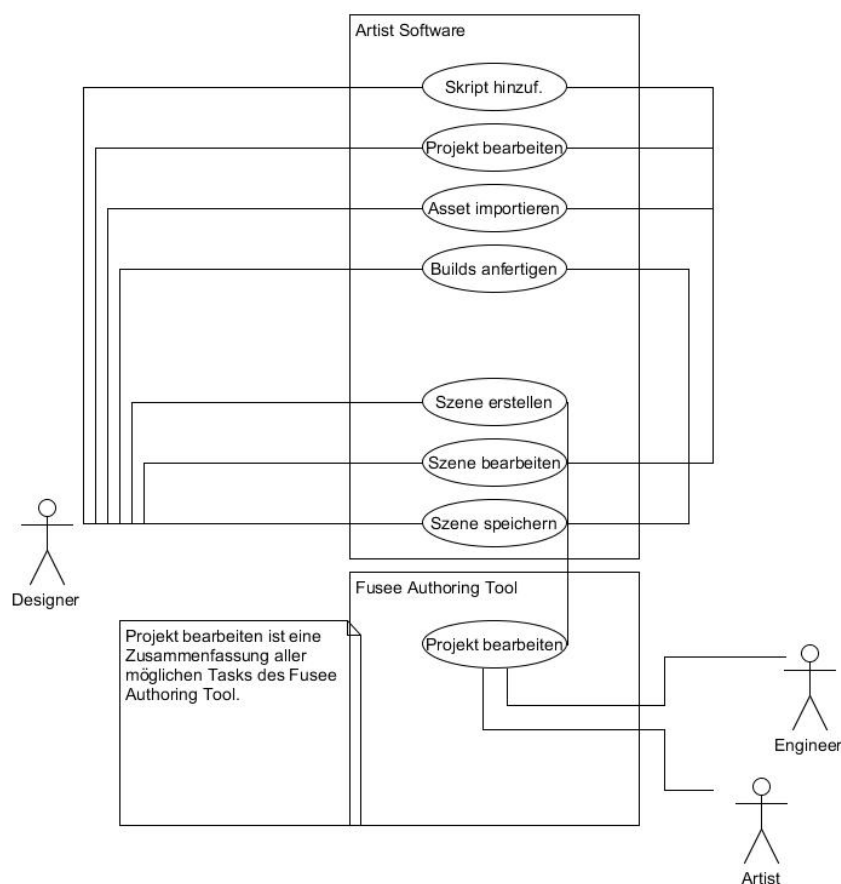 Artist Software
Skript hinzuf.
Projekt bearbeiten
Asset importieren
Builds anfertigen
Szene erstellen
Szene bearbeiten
Szene speichern
Designer
Fusee Authoring Tool
Projekt bearbeiten
Projekt bearbeiten ist eine
Zusammenfassung aller
möglichen Tasks des Fusee
Authoring Tool.
Engineer
Artist